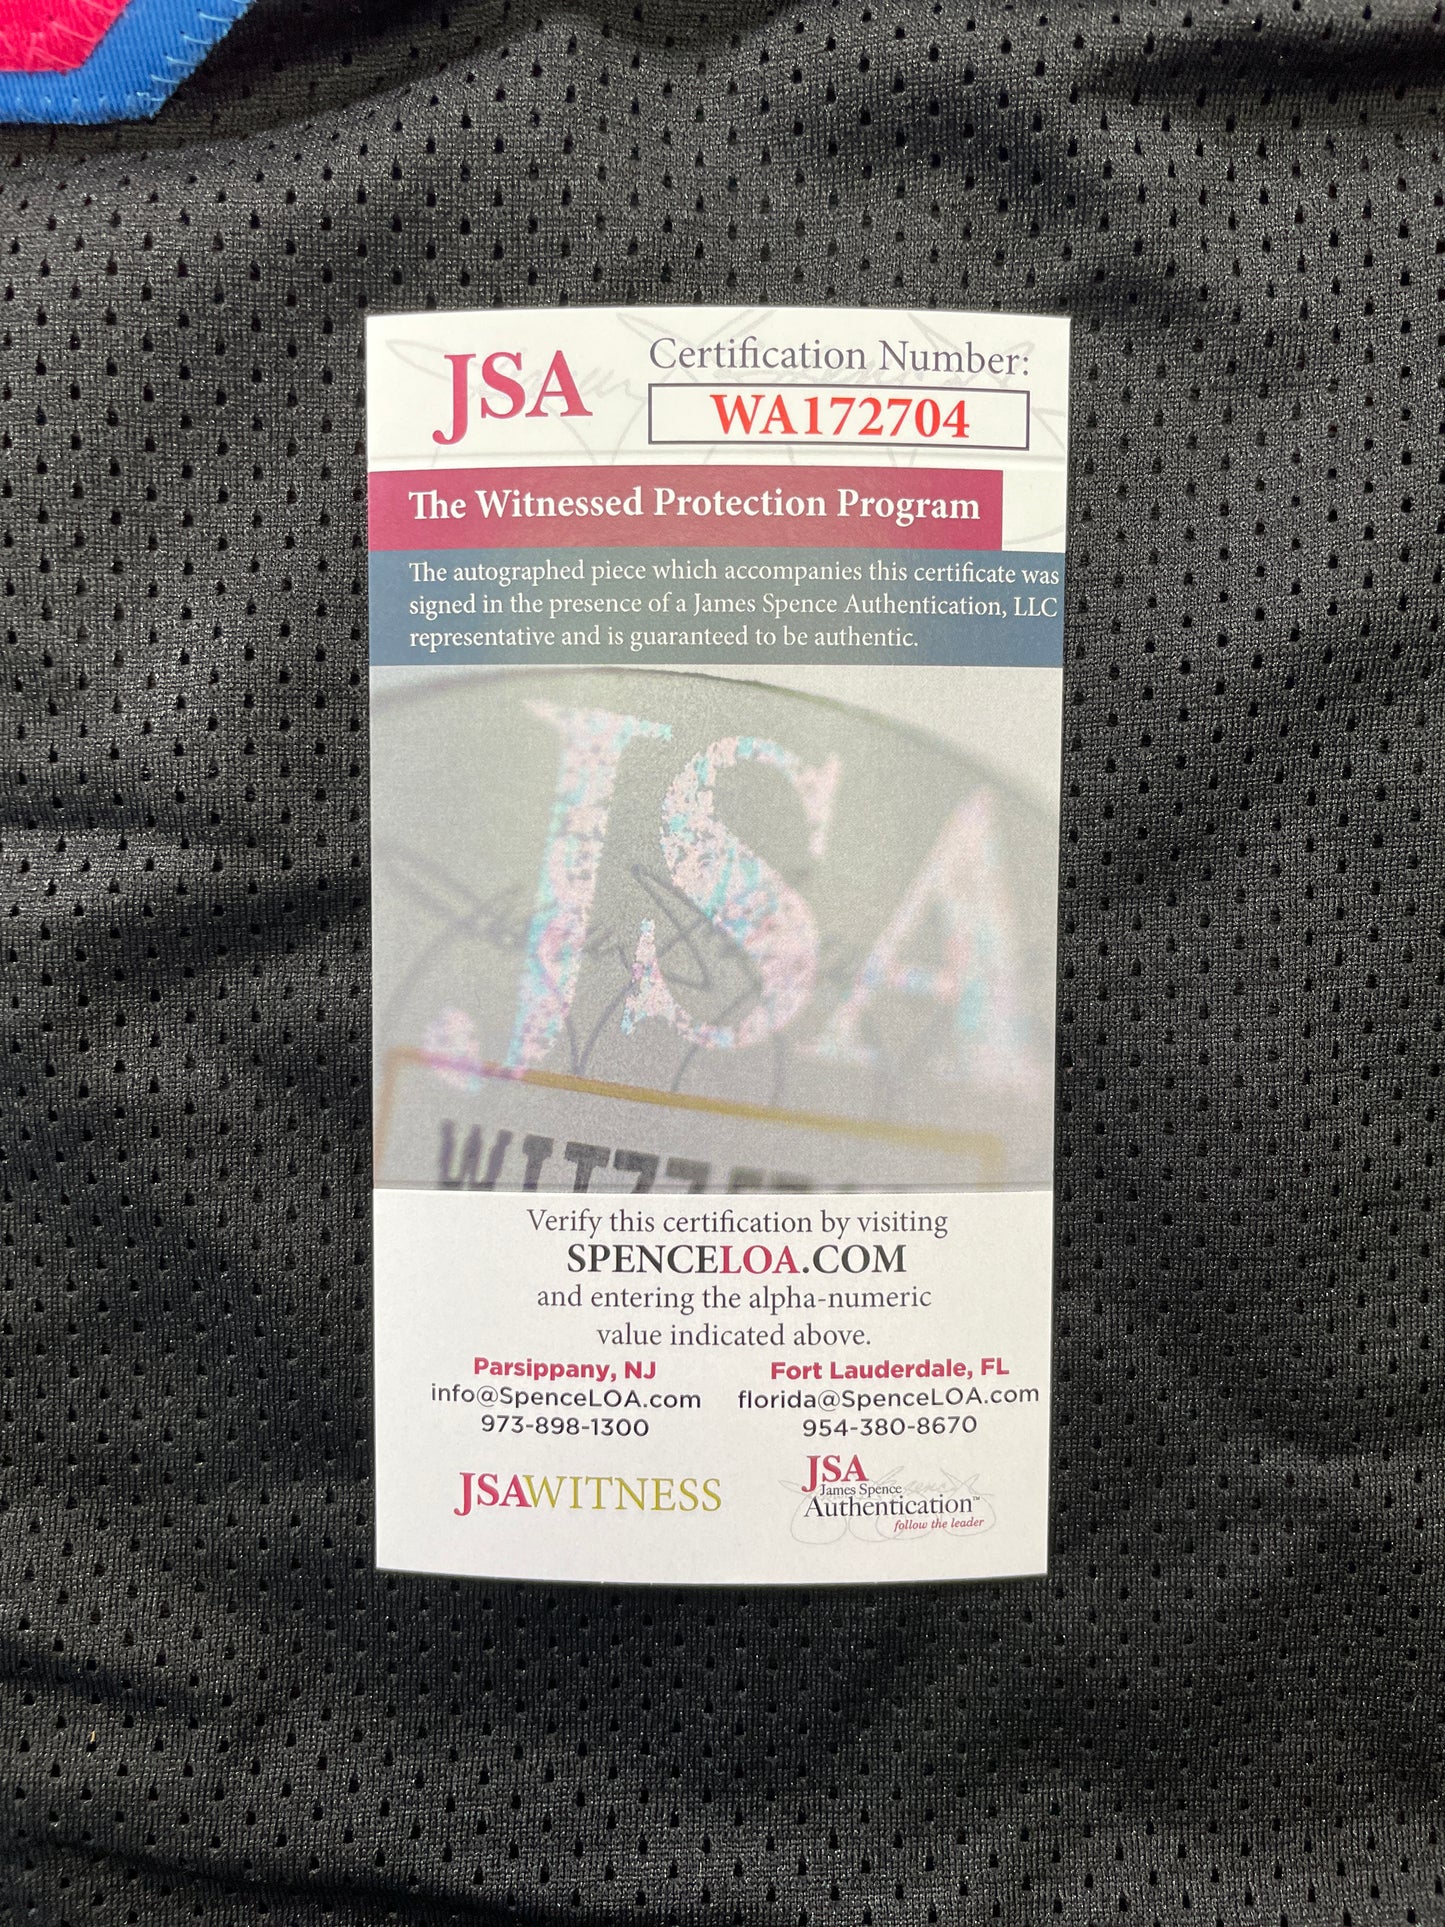 JSA
Certification Number:
WA172704
The Witnessed Protection Program
The autographed piece which accompanies this certificate was
signed in the presence of a James Spence Authentication, LLC
representative and is guaranteed to be authentic.
JSA
Verify this certification by visiting
SPENCELOA.COM
and entering the alpha-numeric
value indicated above.
Parsippany, NJ
info@SpenceLOA.com
973-898-1300
Fort Lauderdale, FL
florida@SpenceLOA.com
954-380-8670
JSAWITNESS
JSA
James Spence
Authentication™
follow the leader